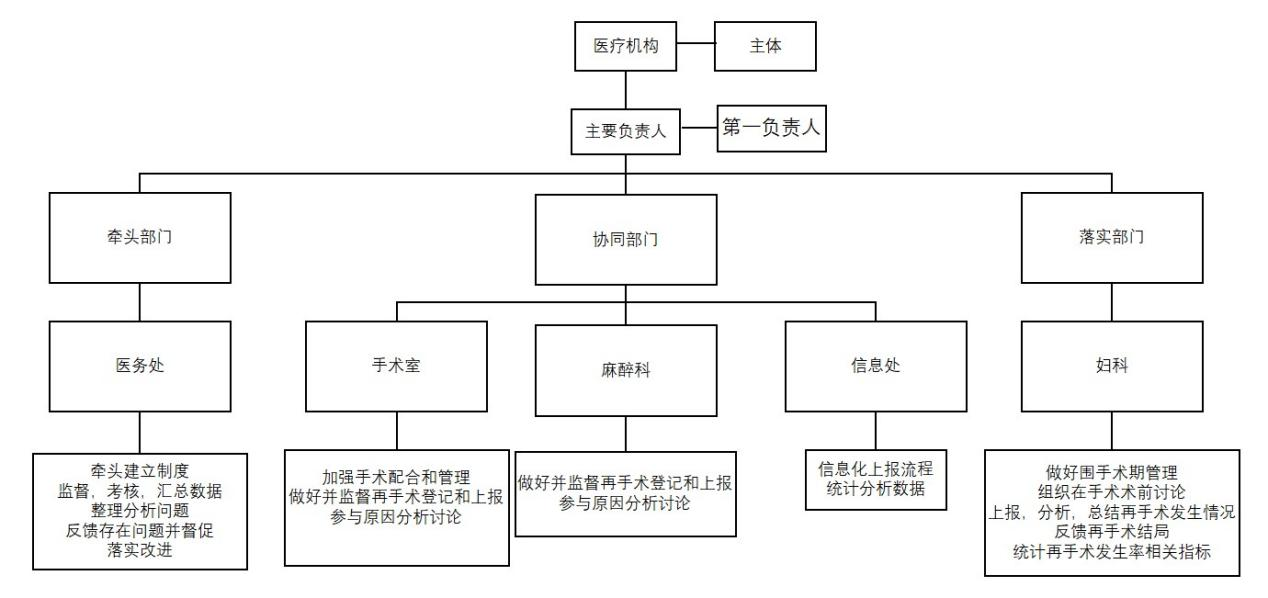 医疗机构
主体
主要负责人
第一负责人
牵头部门
协同部门
落实部门
医务处
手术室
麻醉科
信息处
妇科
牵头建立制度
监督，考核，汇总数据
整理分析问题
反馈存在问题并督促
落实改进
加强手术配合和管理
做好并监督再手术登记和上报
参与原因分析讨论
做好并监督再手术登记和上报
参与原因分析讨论
信息化上报流程
统计分析数据
做好围手术期管理
组织在手术术前讨论
上报，分析，总结再手术发生情况
反馈再手术结局
统计再手术发生率相关指标